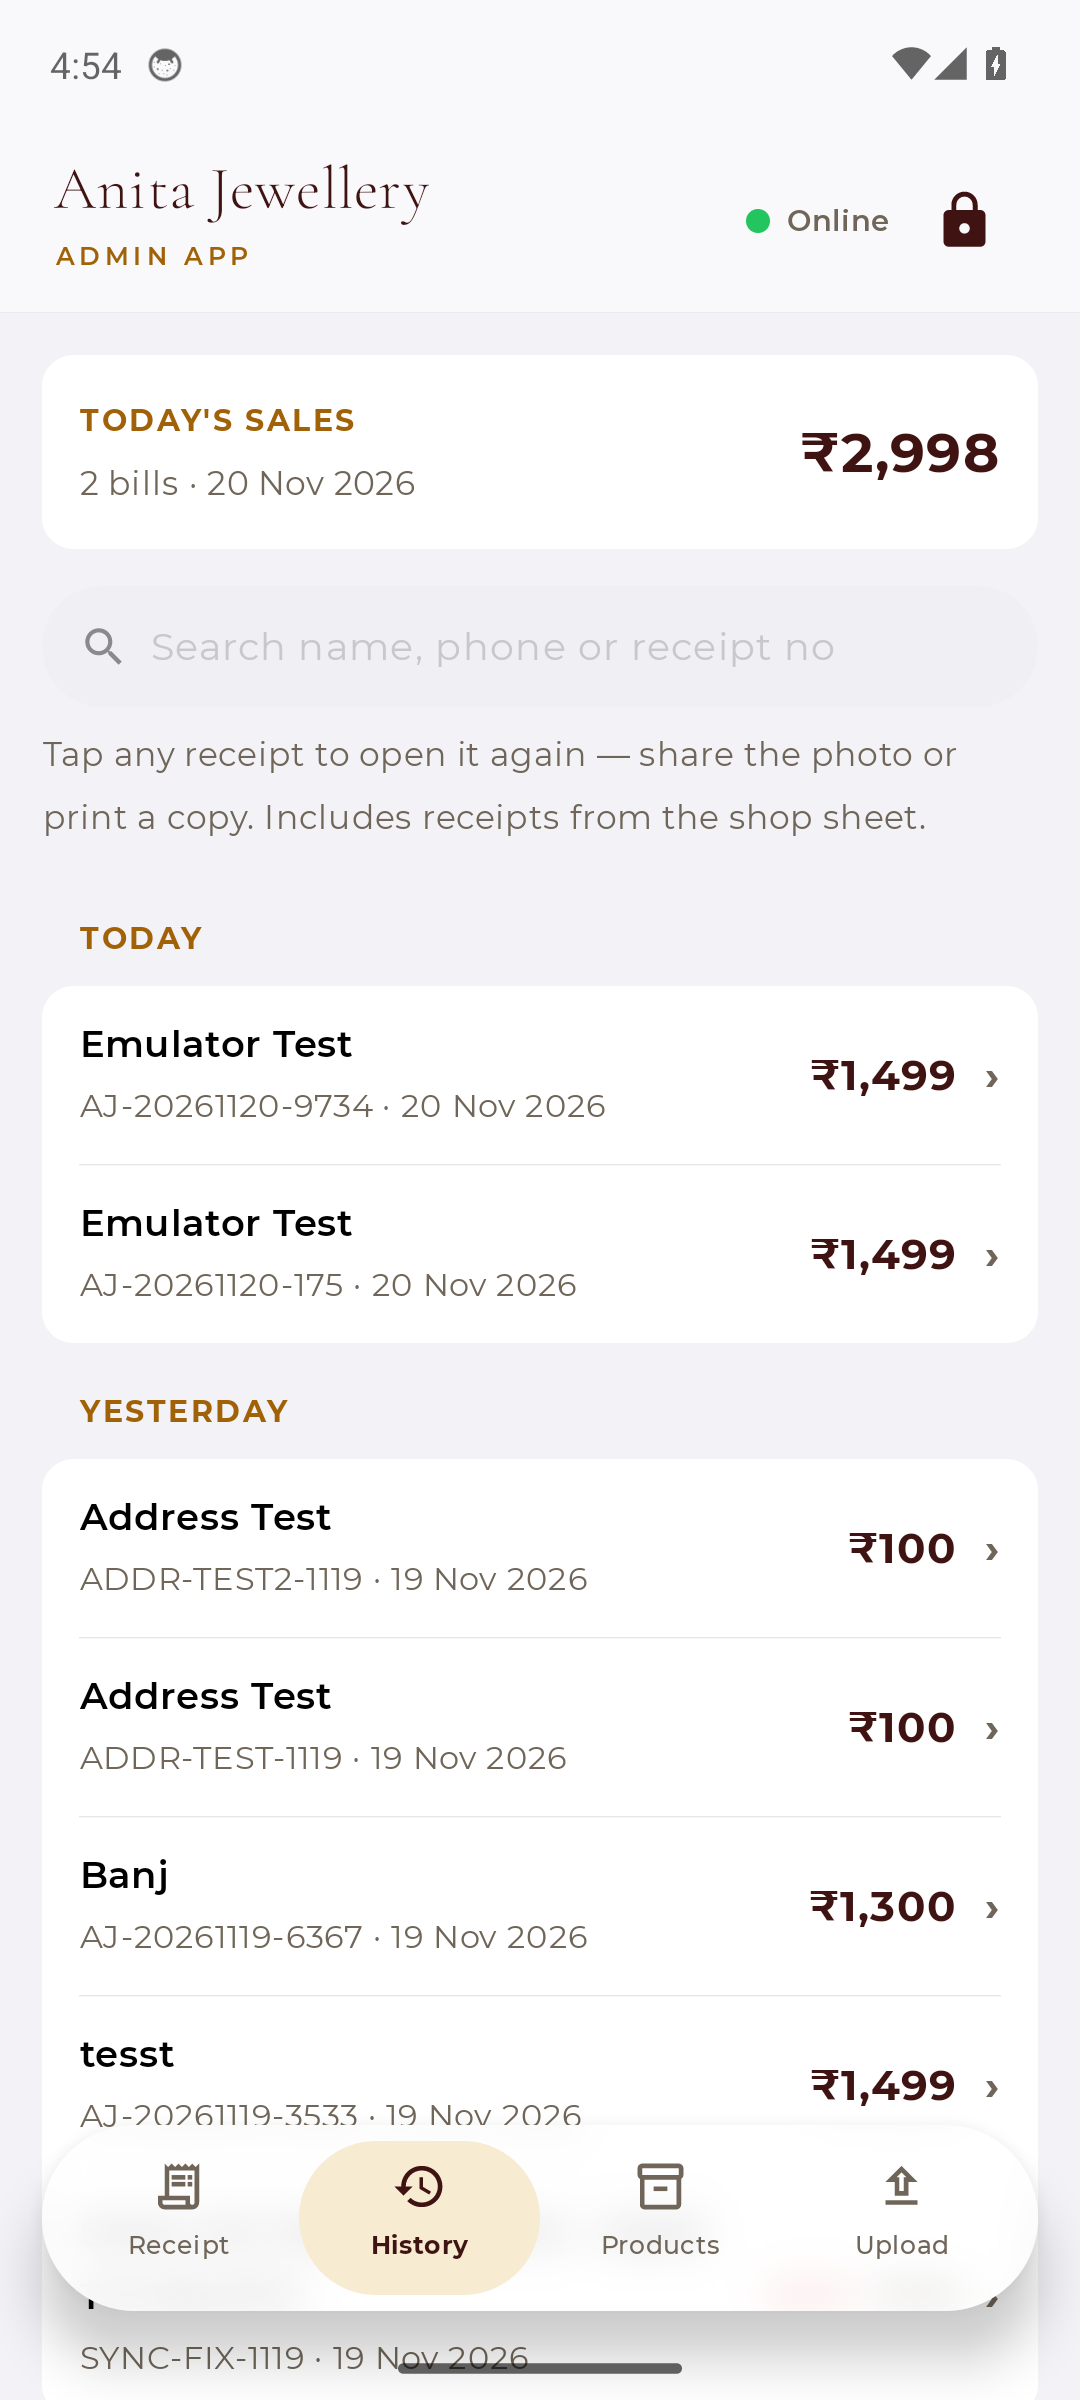 4:54
Anita Jewellery
ADMIN APP
Online
TODAY'S SALES
2 bills · 20 Nov 2026
₹2,998
Search name, phone or receipt no
Tap any receipt to open it again — share the photo or
print a copy. Includes receipts from the shop sheet.
TODAY
Emulator Test
AJ-20261120-9734 · 20 Nov 2026
₹1,499 ›
Emulator Test
AJ-20261120-175 · 20 Nov 2026
₹1,499 ›
YESTERDAY
Address Test
ADDR-TEST2-1119 · 19 Nov 2026
₹100 ›
Address Test
ADDR-TEST-1119 · 19 Nov 2026
₹100 ›
Banj
AJ-20261119-6367 · 19 Nov 2026
₹1,300 ›
tesst
AJ-20261119-3533 · 19 Nov 2026
₹1,499 ›
Receipt
History
Products
Upload
SYNC-FIX-1119 · 19 Nov 2026